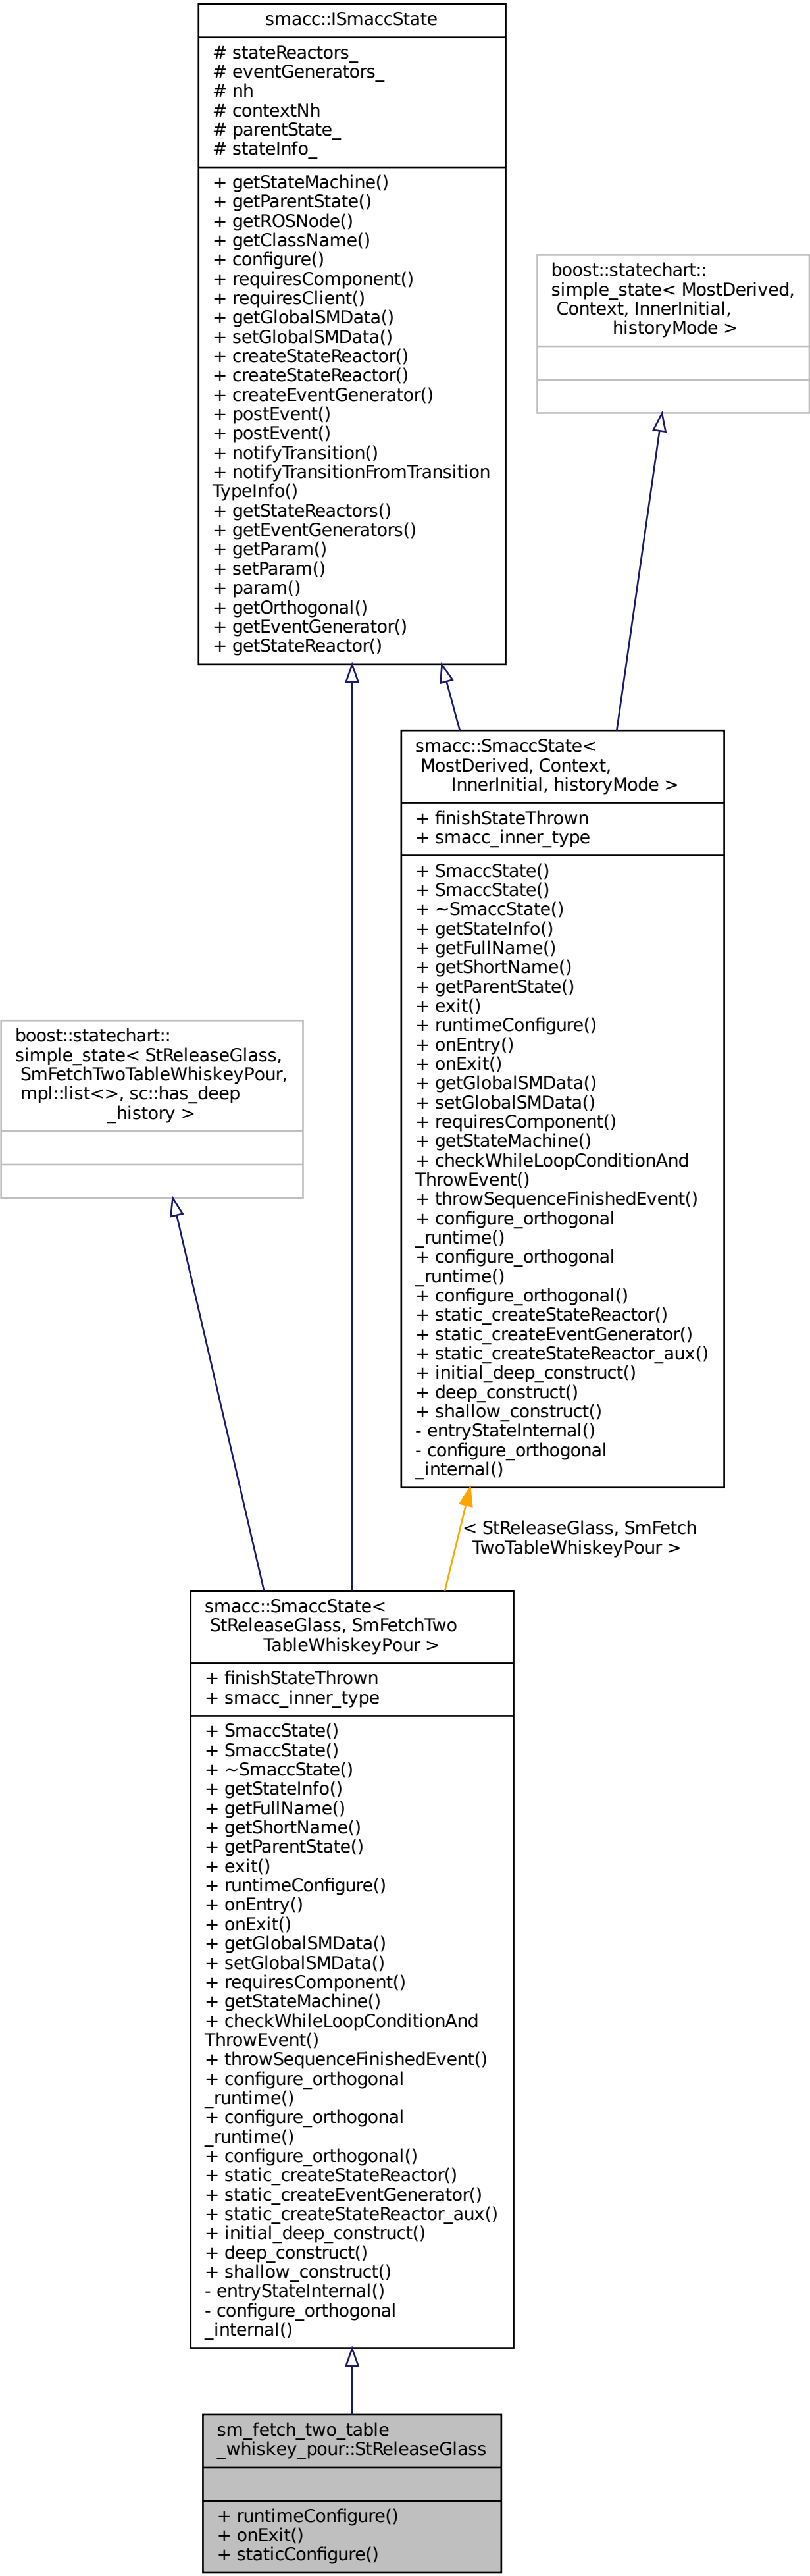 smacc::ISmaccState
# stateReactors_
# eventGenerators_
# nh
# contextNh
# parentState_
# stateInfo_
+ getStateMachine()
+ getParentState()
+ getROSNode()
+ getClassName()
+ configure()
+ requiresComponent()
+ requiresClient()
+ getGlobalSMData()
+ setGlobalSMData()
+ createStateReactor()
+ createStateReactor()
+ createEventGenerator()
+ postEvent()
+ postEvent()
+ notifyTransition()
+ notifyTransitionFromTransition
TypeInfo()
+ getStateReactors()
+ getEventGenerators()
+ getParam()
+ setParam()
+ param()
+ getOrthogonal()
+ getEventGenerator()
+ getStateReactor()
boost::statechart::
simple_state< MostDerived,
Context, InnerInitial,
historyMode >
smacc::SmaccState<
MostDerived, Context,
InnerInitial, historyMode >
+ finishStateThrown
+ smacc_inner_type
+ SmaccState()
+ SmaccState()
+ ~SmaccState()
+ getStateInfo()
+ getFullName()
+ getShortName()
+ getParentState()
+ exit()
+ runtimeConfigure()
+ onEntry()
+ onExit()
+ getGlobalSMData()
+ setGlobalSMData()
+ requiresComponent()
+ getStateMachine()
+ checkWhileLoopConditionAnd
ThrowEvent()
+ throwSequenceFinishedEvent()
+ configure_orthogonal
_runtime()
+ configure_orthogonal
_runtime()
+ configure_orthogonal()
+ static_createStateReactor()
+ static_createEventGenerator()
+ static_createStateReactor_aux()
+ initial_deep_construct()
+ deep_construct()
+ shallow_construct()
- entryStateInternal()
- configure_orthogonal
_internal()
boost::statechart::
simple_state< StReleaseGlass,
SmFetchTwoTableWhiskeyPour,
mpl::list<>, sc::has_deep
_history >
< StReleaseGlass, SmFetch
TwoTableWhiskeyPour >
smacc::SmaccState<
StReleaseGlass, SmFetchTwo
TableWhiskeyPour >
+ finishStateThrown
+ smacc_inner_type
+ SmaccState()
+ SmaccState()
+ ~SmaccState()
+ getStateInfo()
+ getFullName()
+ getShortName()
+ getParentState()
+ exit()
+ runtimeConfigure()
+ onEntry()
+ onExit()
+ getGlobalSMData()
+ setGlobalSMData()
+ requiresComponent()
+ getStateMachine()
+ checkWhileLoopConditionAnd
ThrowEvent()
+ throwSequenceFinishedEvent()
+ configure_orthogonal
_runtime()
+ configure_orthogonal
_runtime()
+ configure_orthogonal()
+ static_createStateReactor()
+ static_createEventGenerator()
+ static_createStateReactor_aux()
+ initial_deep_construct()
+ deep_construct()
+ shallow_construct()
- entryStateInternal()
- configure_orthogonal
_internal()
sm_fetch_two_table
_whiskey_pour::StReleaseGlass
+ runtimeConfigure()
+ onExit()
+ staticConfigure()